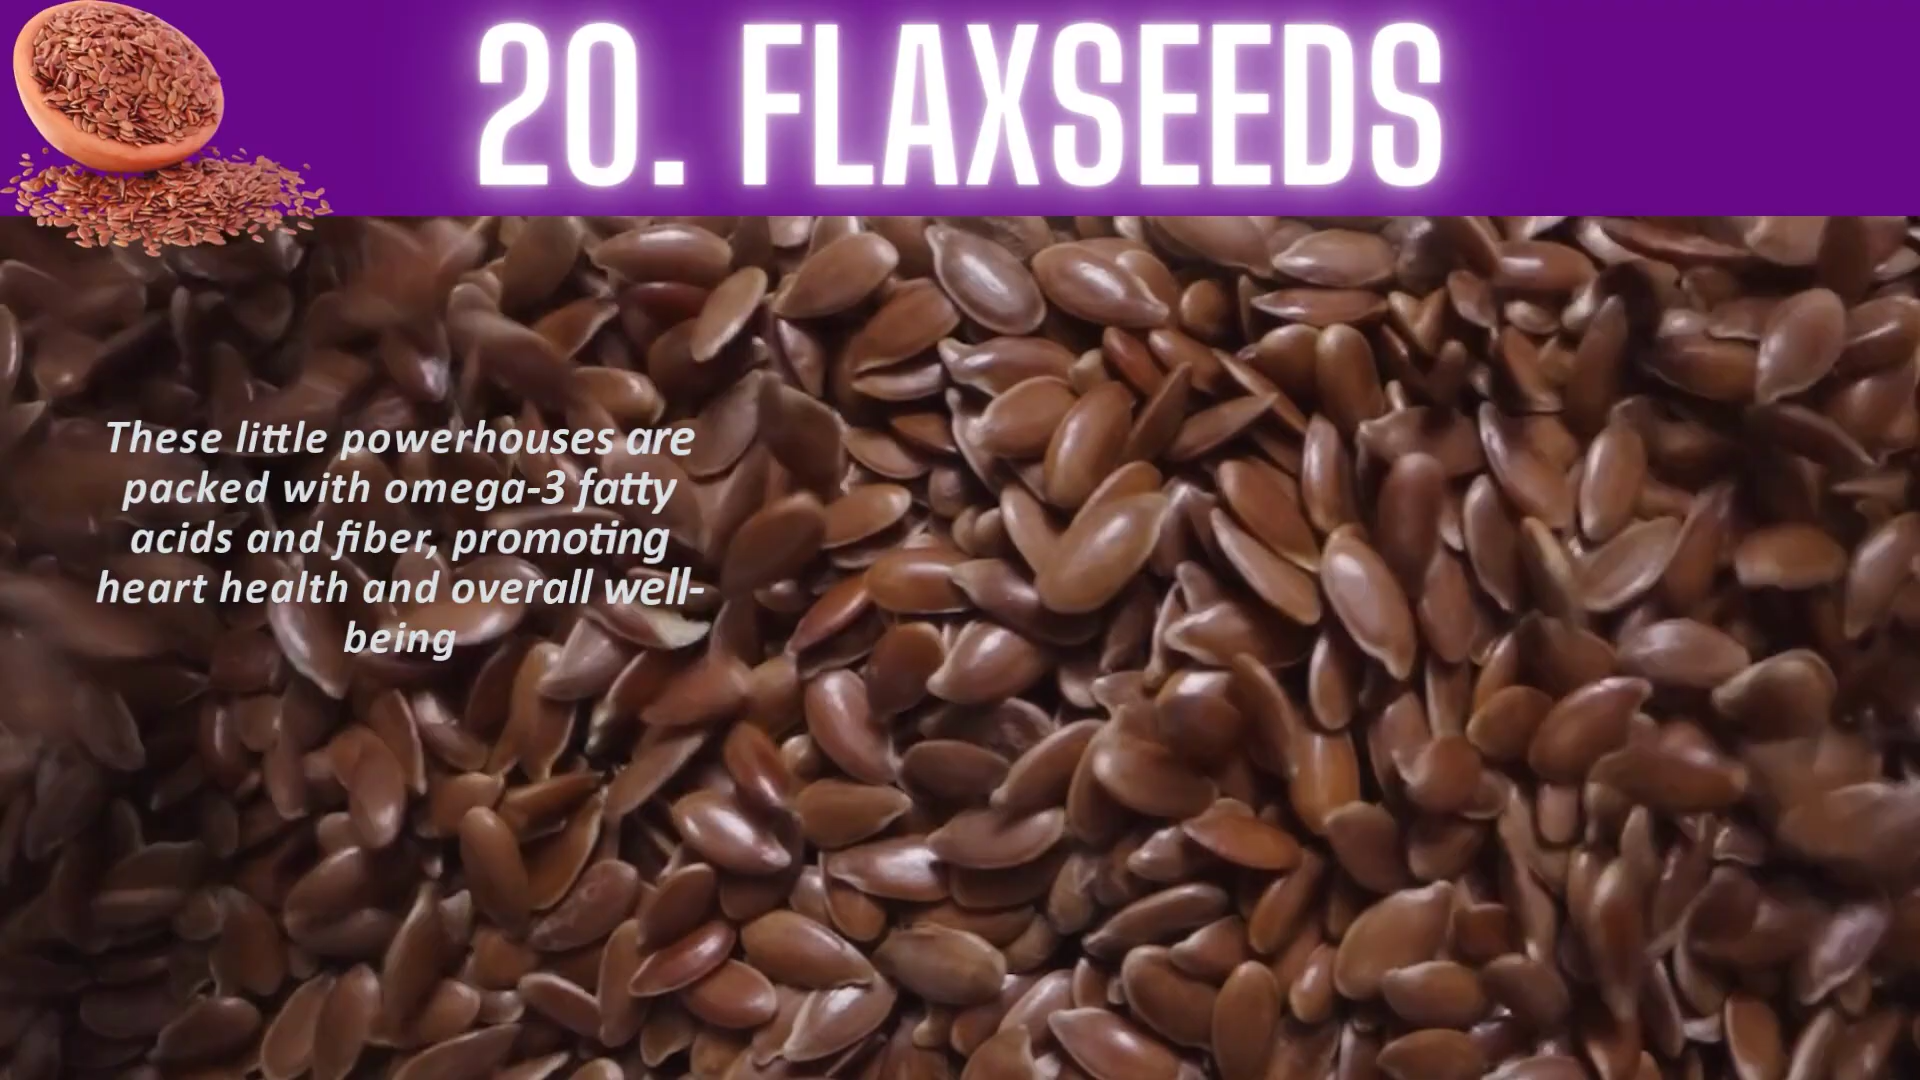 20. FLAXSEEDS
These little powerhouses are
packed with omega-3 fatty
acids and fiber, promoting
heart health and overall well-
being